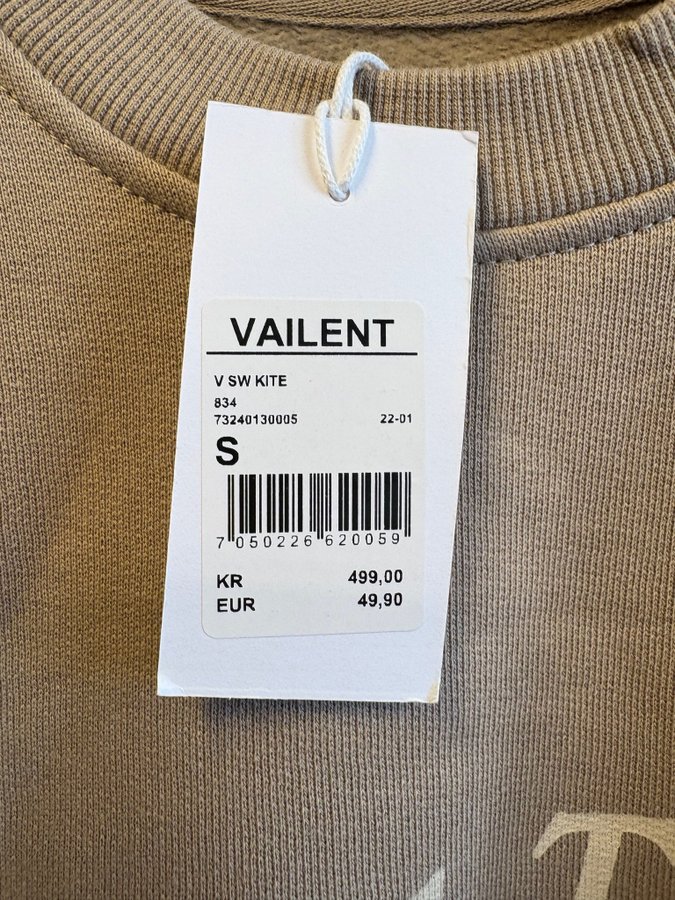 VAILENT
V SW KITE
834
73240130005 22-01
S
7 050226 620059
KR 499,00
EUR 49,90
T